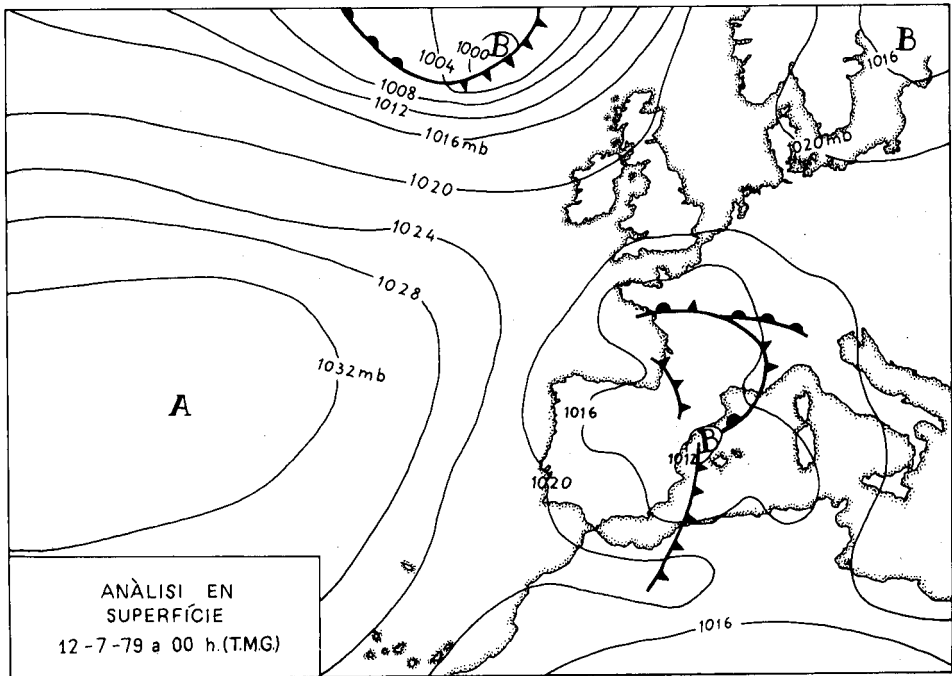 B
1000
1004
1008
1012
1016mb
1020
1024
1028
1032mb
A
B
1016
1020mb
1016
B
1012
1020
1016
ANÀLISI EN
SUPERFÍCIE
12-7-79 a 00 h.(T.M.G.)